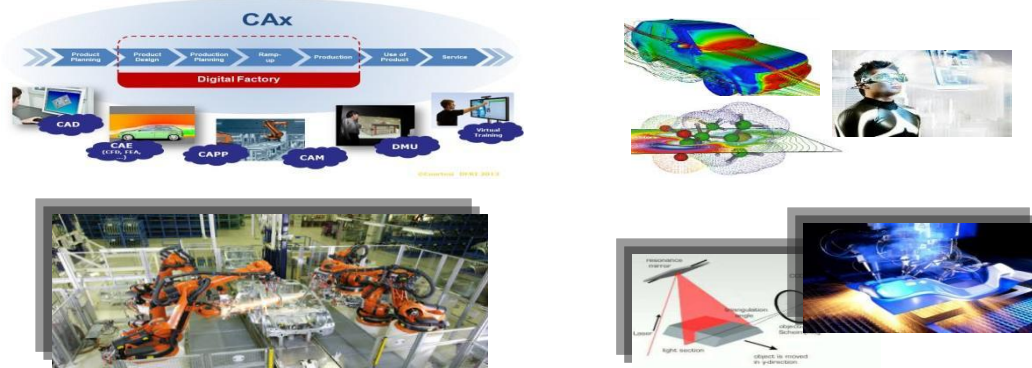 CAx
Product
Planning
Product
Design
Production
Planning
Ramp-
up
Production
Use of
Product
Service
Digital Factory
CAD
CAE
(CFD, FEA,
...)
CAPP
CAM
DMU
Virtual
Training
resonance
mirror
triangulation
angle
Laser
light section
object is moved
in y-direction